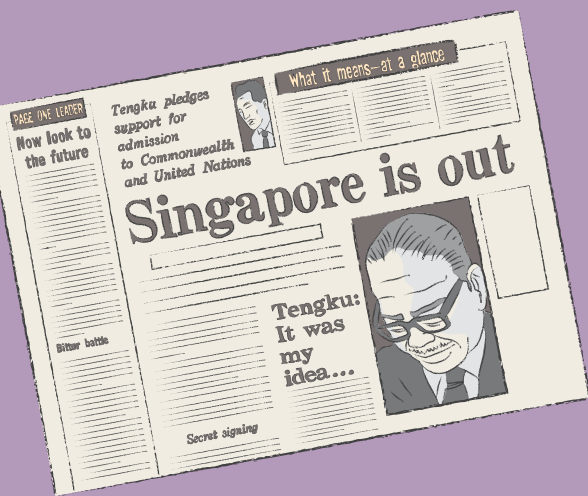 PAGE ONE LEADER
Now look to
the future
Bitter battle
Tengku pledges
support for
admission
to Commonwealth
and United Nations
What it means—at a glance
Singapore is out
Tengku:
It was
my
idea...
Secret signing